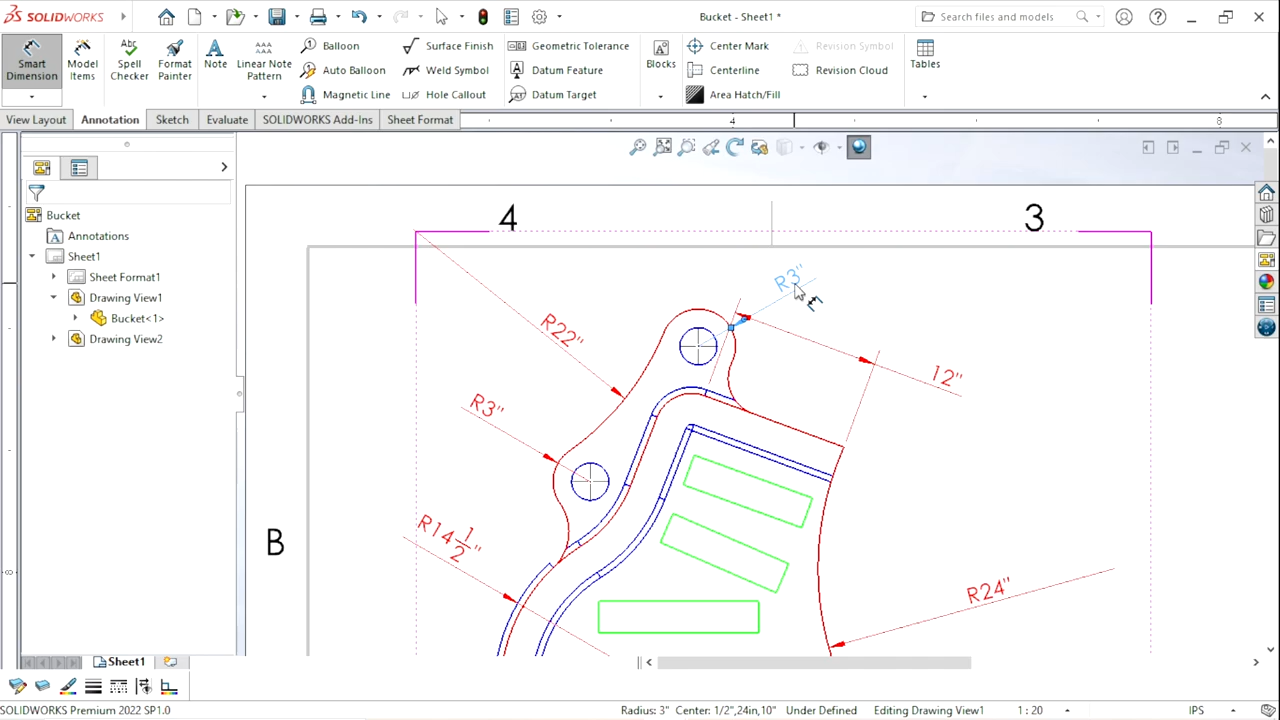 SOLIDWORKS
Bucket - Sheet1 *
Search files and models
Smart Dimension
Model Items
Spell Checker
Format Painter
Note
Linear Note Pattern
Balloon
Auto Balloon
Magnetic Line
Surface Finish
Weld Symbol
Hole Callout
Geometric Tolerance
Datum Feature
Datum Target
Blocks
Center Mark
Centerline
Area Hatch/Fill
Revision Symbol
Revision Cloud
Tables
View Layout
Annotation
Sketch
Evaluate
SOLIDWORKS Add-Ins
Sheet Format
4
8
Bucket
Annotations
Sheet1
Sheet Format1
Drawing View1
Bucket<1>
Drawing View2
4
3
R3"
R22"
12"
R3"
B
R14 1/2"
R24"
Sheet1
SOLIDWORKS Premium 2022 SP1.0
Radius: 3" Center: 1/2",24in,10"
Under Defined
Editing Drawing View1
1 : 20
IPS